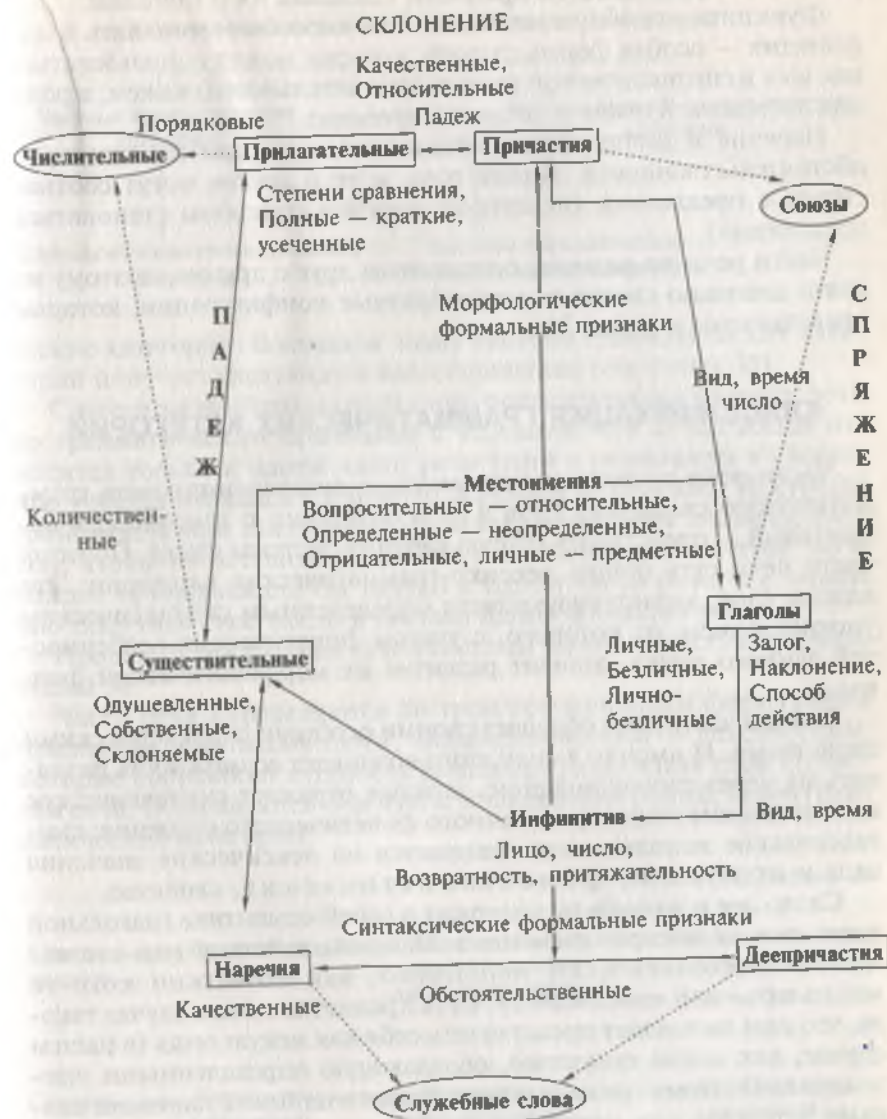 СКЛОНЕНИЕ
Качественные,
Относительные
Порядковые
Падеж
Числительные
Прилагательные
Причастия
Степени сравнения,
Полные — краткие,
усеченные
Союзы
ПАДЕЖ
Морфологические
формальные признаки
СПРЯЖЕНИЕ
Вид, время
число
Количествен-
ные
Местоимения
Вопросительные — относительные,
Определенные — неопределенные,
Отрицательные, личные — предметные
Глаголы
Существительные
Личные,
Безличные,
Лично-
безличные
Залог,
Наклонение,
Способ
действия
Одушевленные,
Собственные,
Склоняемые
Инфинитив
Вид, время
Лицо, число,
Возвратность, притяжательность
Синтаксические формальные признаки
Наречия
Деепричастия
Качественные
Обстоятельственные
Служебные слова